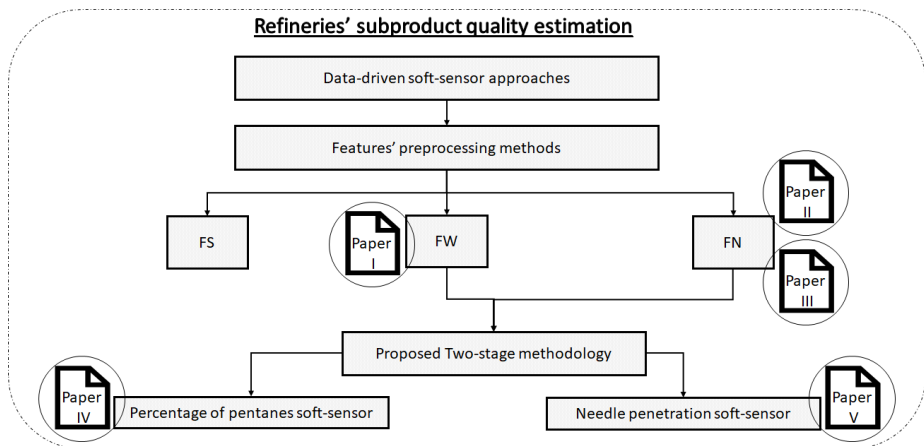 Refineries' subproduct quality estimation
Data-driven soft-sensor approaches
Features' preprocessing methods
Paper
II
FS
Paper
I
FW
FN
Paper
III
Proposed Two-stage methodology
Paper
IV
Percentage of pentanes soft-sensor
Needle penetration soft-sensor
Paper
V